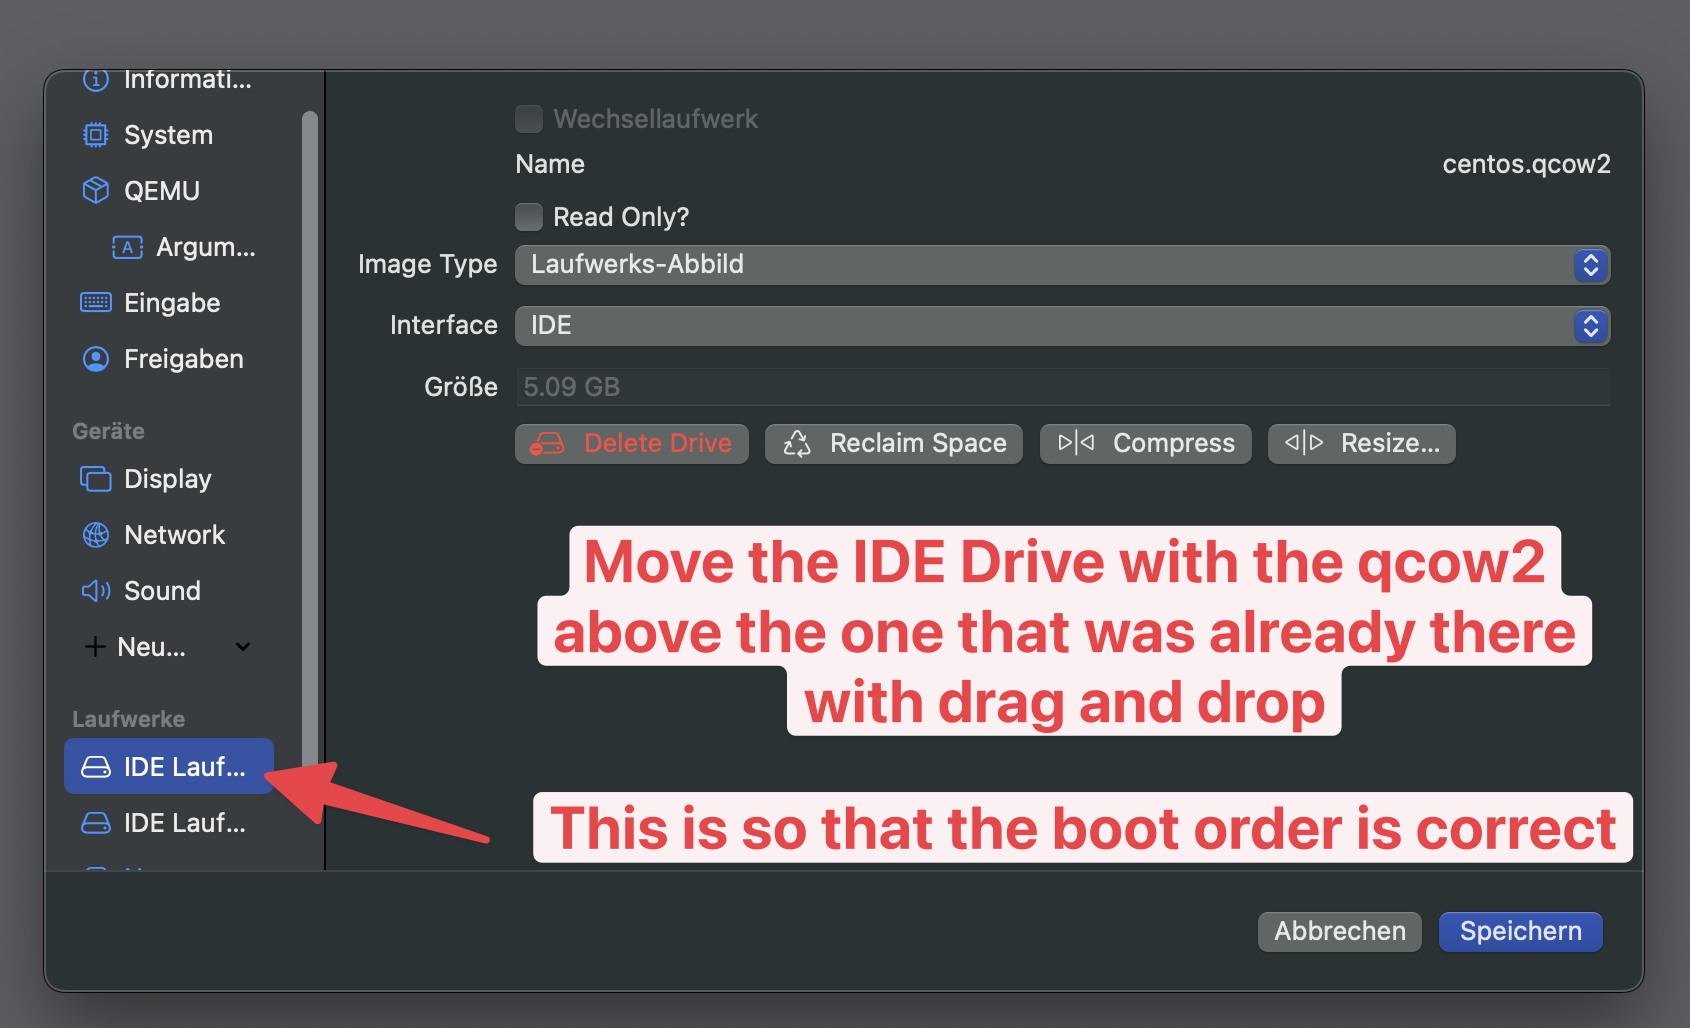 Informati...
System
QEMU
Argum...
Eingabe
Freigaben
Geräte
Display
Network
Sound
Neu...
Laufwerke
IDE Lauf...
IDE Lauf...
Wechsellaufwerk
Name centos.qcow2
Read Only?
Image Type Laufwerks-Abbild
Interface IDE
Größe 5.09 GB
Delete Drive Reclaim Space Compress Resize...
Move the IDE Drive with the qcow2
above the one that was already there
with drag and drop
This is so that the boot order is correct
Abbrechen Speichern